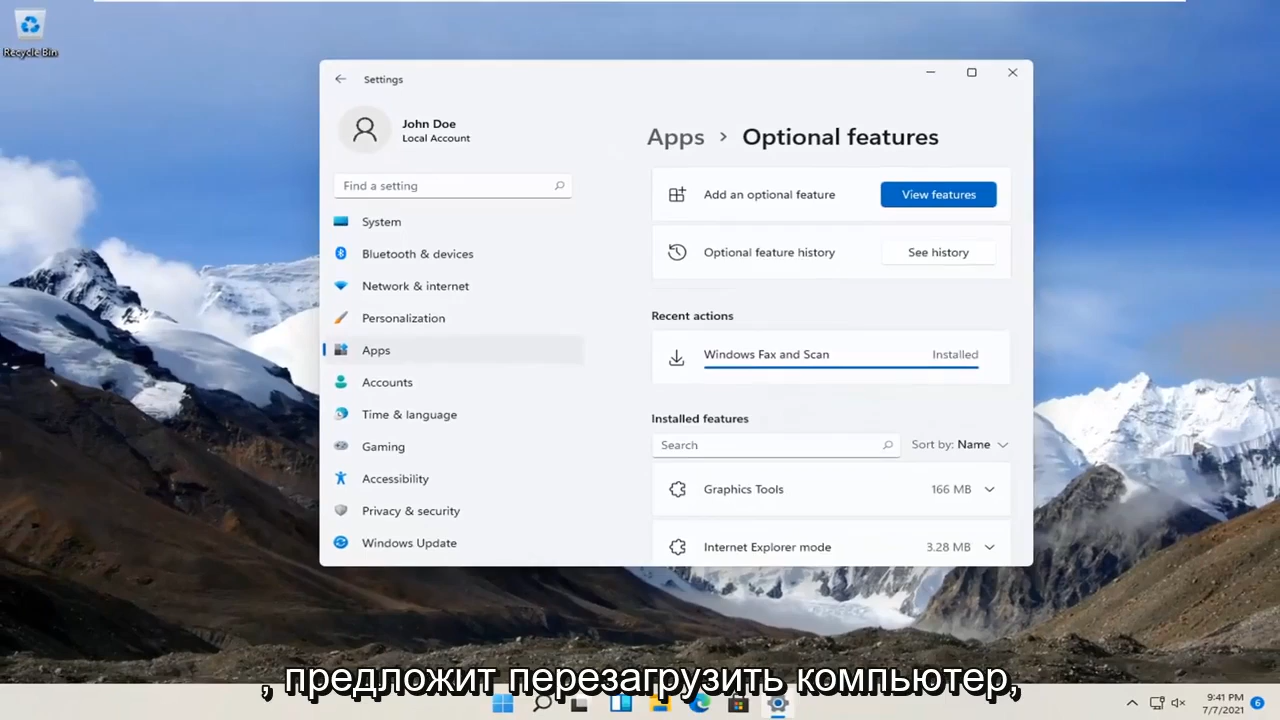 Recycle Bin
Settings
John Doe
Local Account
Find a setting
System
Bluetooth & devices
Network & internet
Personalization
Apps
Accounts
Time & language
Gaming
Accessibility
Privacy & security
Windows Update
Apps > Optional features
Add an optional feature View features
Optional feature history See history
Recent actions
Windows Fax and Scan Installed
Installed features
Search Sort by: Name
Graphics Tools 166 MB
Internet Explorer mode 3.28 MB
, предложит перезагрузить компьютер,
9:41 PM
7/7/2021 6